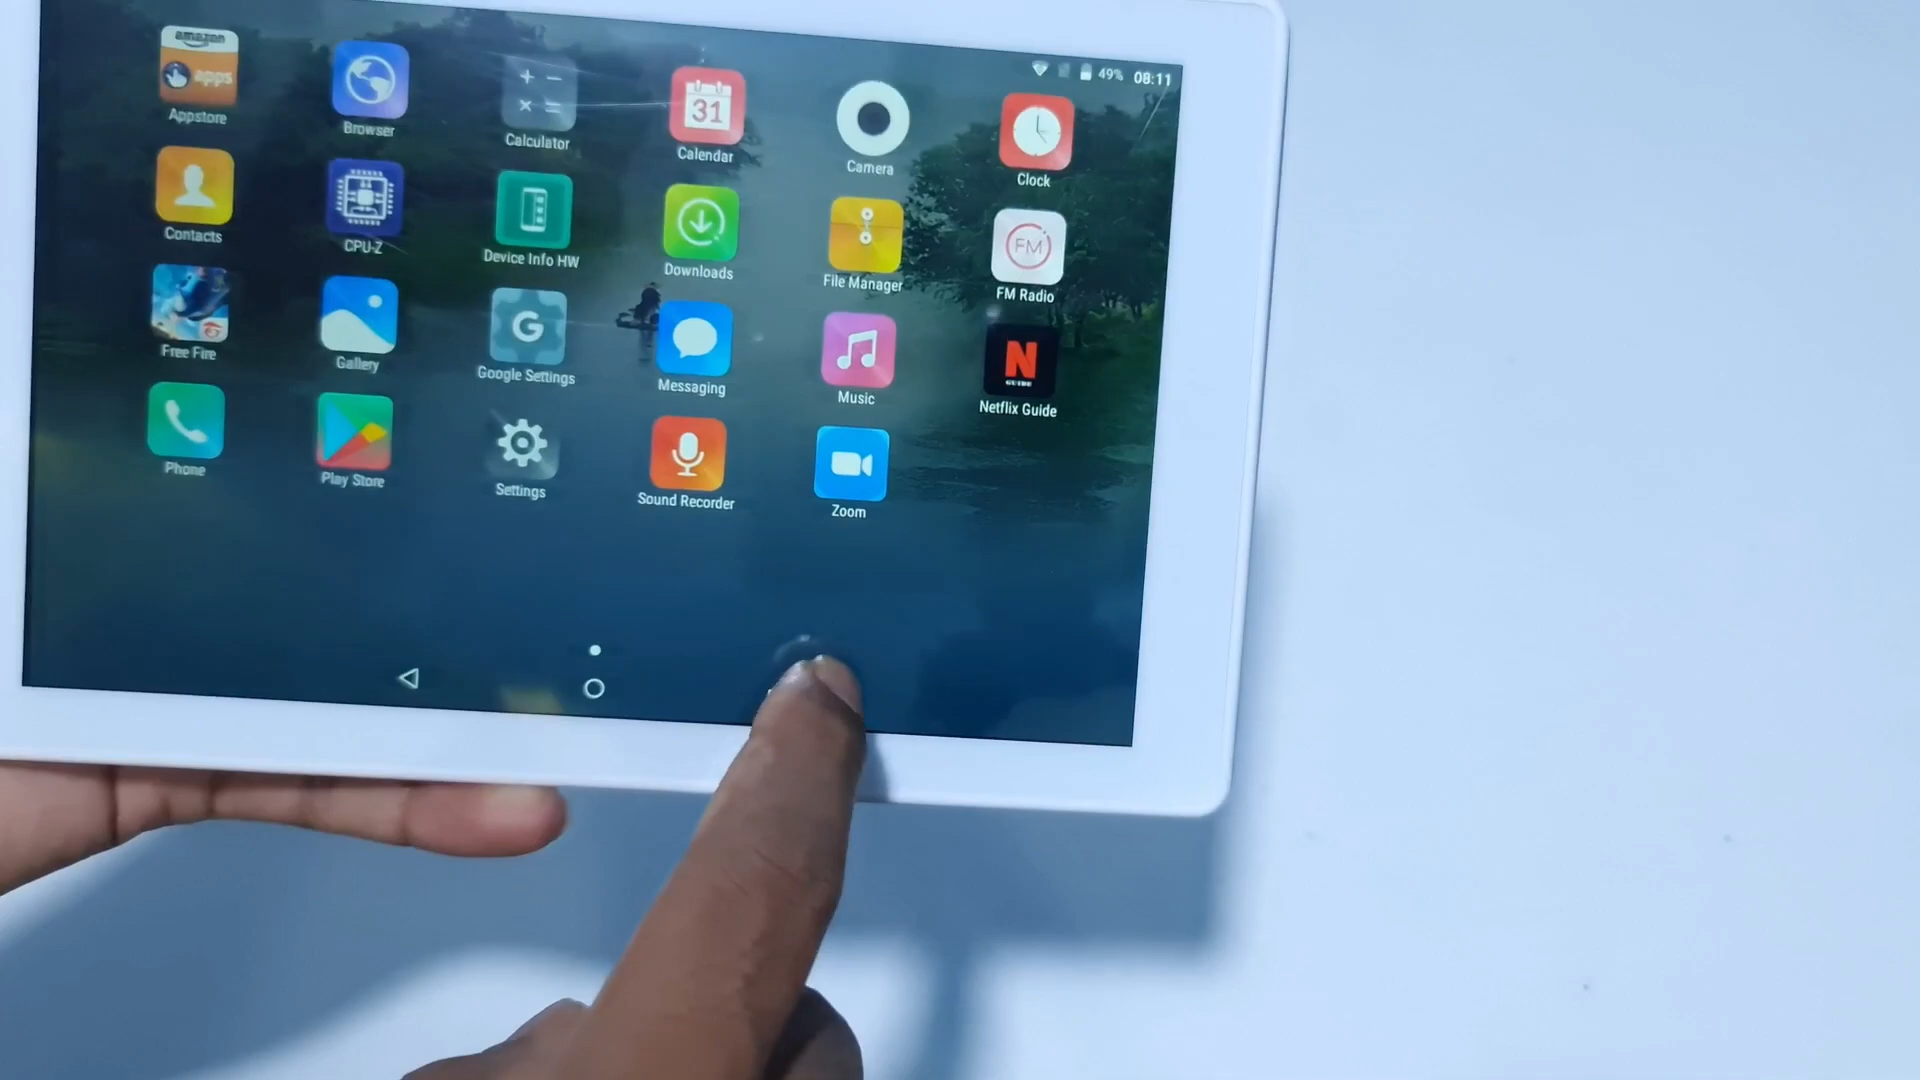 49% 08:11
amazon
apps
Appstore
Browser
Calculator
31
Calendar
Camera
Clock
Contacts
CPU-Z
Device Info HW
Downloads
File Manager
FM
FM Radio
Free Fire
Gallery
G
Google Settings
Messaging
Music
N
GUIDE
Netflix Guide
Phone
Play Store
Settings
Sound Recorder
Zoom